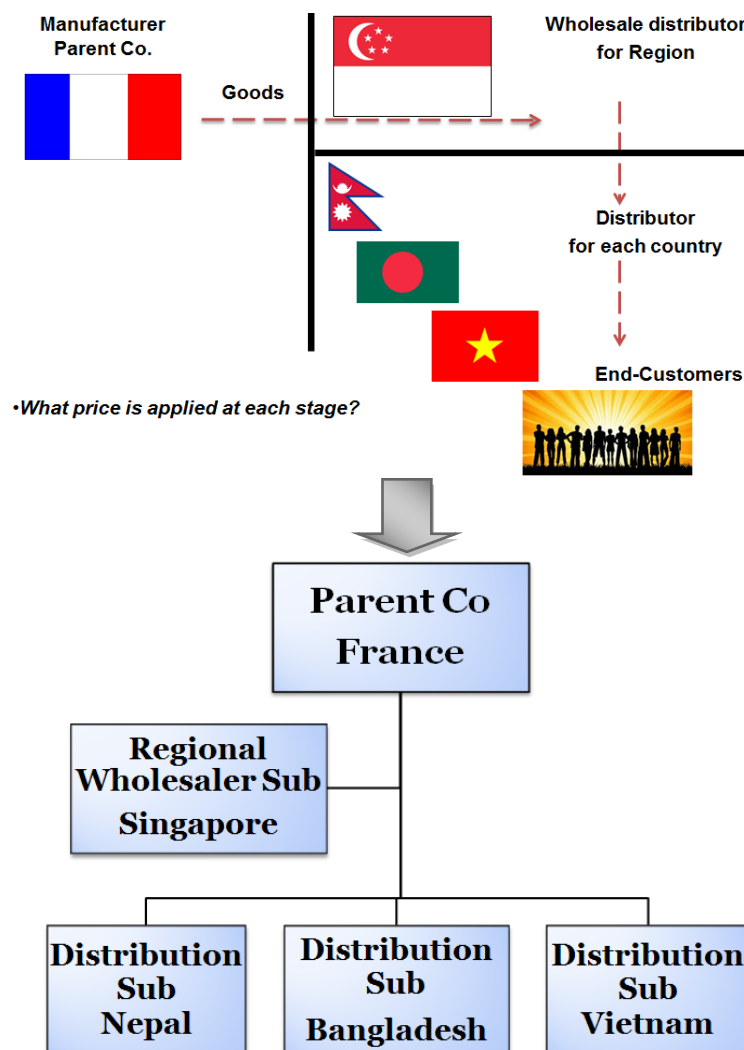 Manufacturer
Parent Co.
Goods
Wholesale distributor
for Region
Distributor
for each country
End-Customers
•What price is applied at each stage?
Parent Co
France
Regional
Wholesaler Sub
Singapore
Distribution
Sub
Nepal
Distribution
Sub
Bangladesh
Distribution
Sub
Vietnam